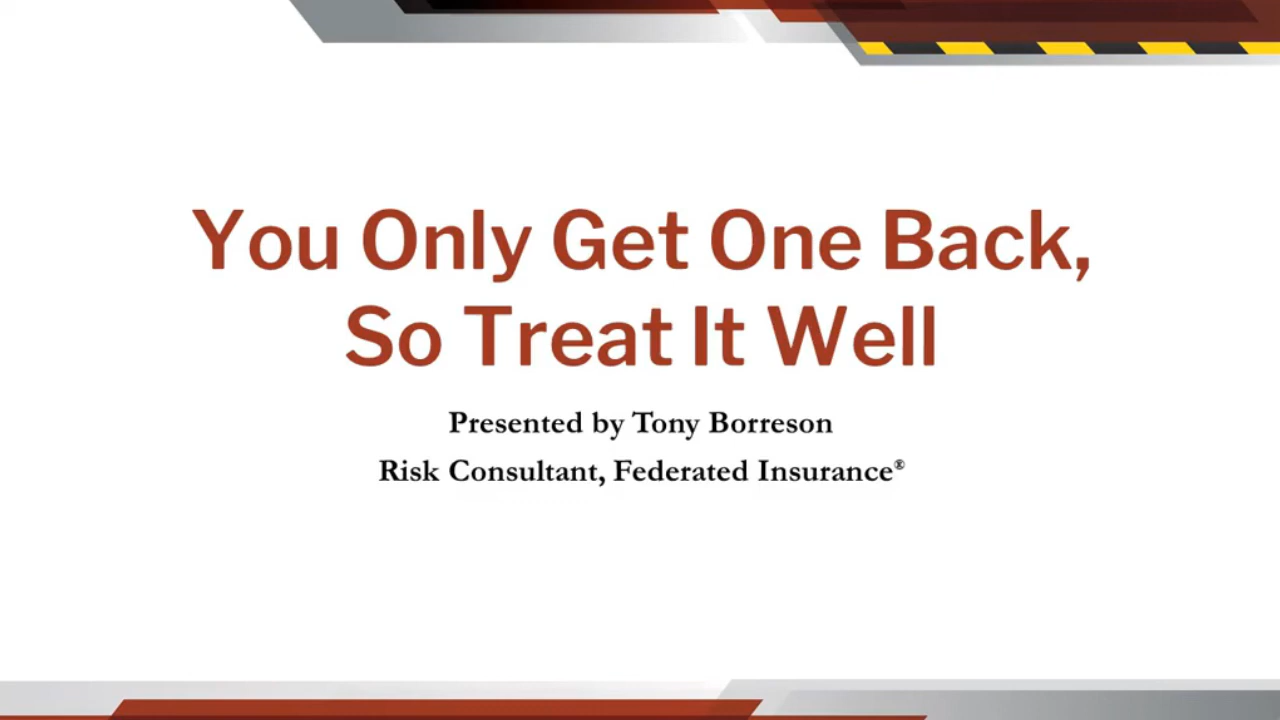 You Only Get One Back,
So Treat It Well
Presented by Tony Borreson
Risk Consultant, Federated Insurance®